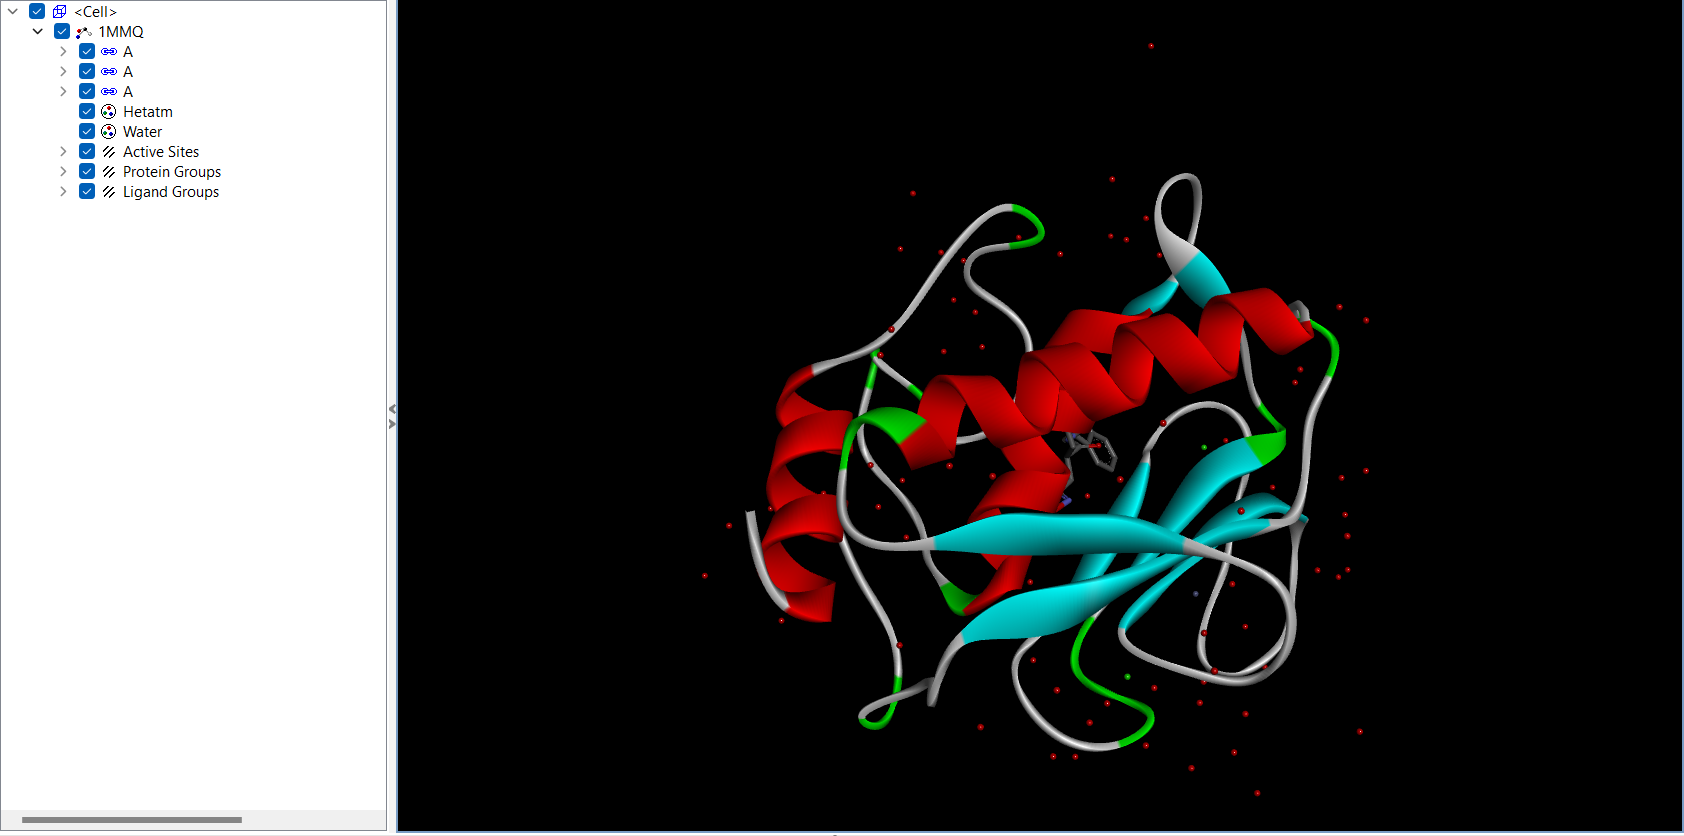 <Cell>
1MMQ
A
A
A
Hetatm
Water
Active Sites
Protein Groups
Ligand Groups